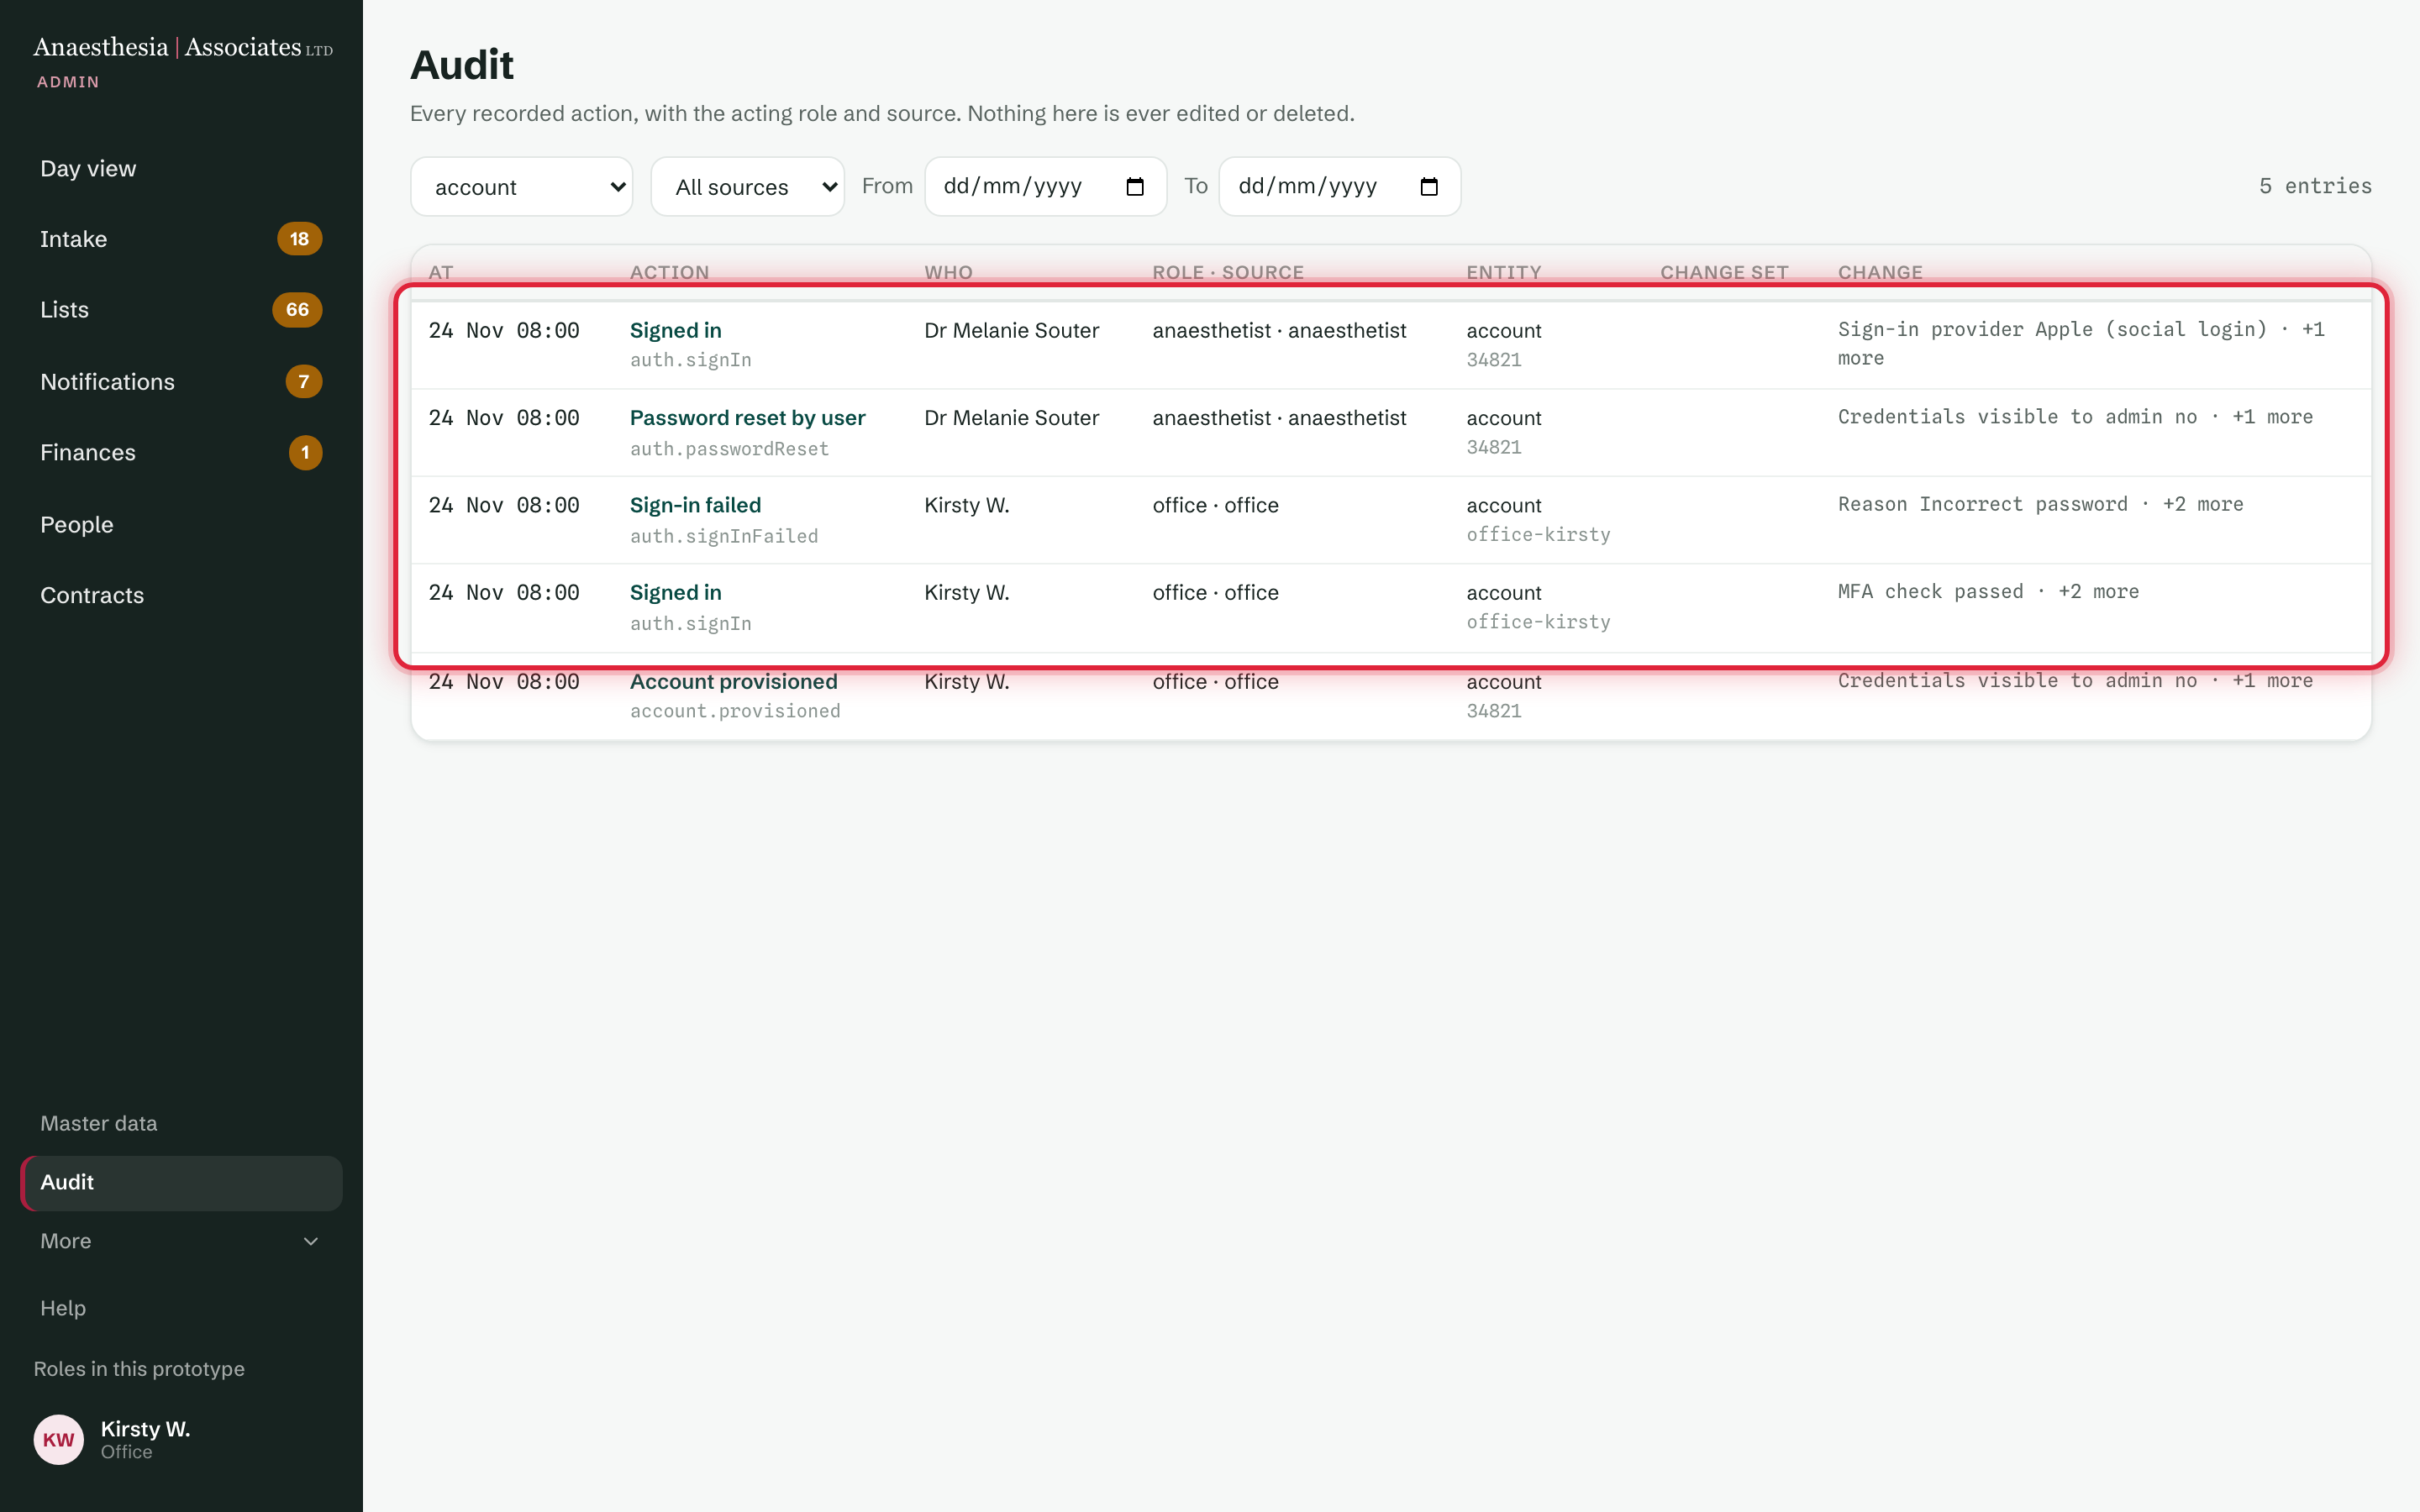 Anaesthesia | Associates LTD
ADMIN
Day view
Intake 18
Lists 66
Notifications 7
Finances 1
People
Contracts
Master data
Audit
More
Help
Roles in this prototype
KW
Kirsty W.
Office
Audit
Every recorded action, with the acting role and source. Nothing here is ever edited or deleted.
account All sources From dd/mm/yyyy To dd/mm/yyyy 5 entries
AT ACTION WHO ROLE · SOURCE ENTITY CHANGE SET CHANGE
24 Nov 08:00 Signed in Dr Melanie Souter anaesthetist · anaesthetist account Sign-in provider Apple (social login) · +1
auth.signIn 34821 more
24 Nov 08:00 Password reset by user Dr Melanie Souter anaesthetist · anaesthetist account Credentials visible to admin no · +1 more
auth.passwordReset 34821
24 Nov 08:00 Sign-in failed Kirsty W. office · office account Reason Incorrect password · +2 more
auth.signInFailed office-kirsty
24 Nov 08:00 Signed in Kirsty W. office · office account MFA check passed · +2 more
auth.signIn office-kirsty
24 Nov 08:00 Account provisioned Kirsty W. office · office account Credentials visible to admin no · +1 more
account.provisioned 34821